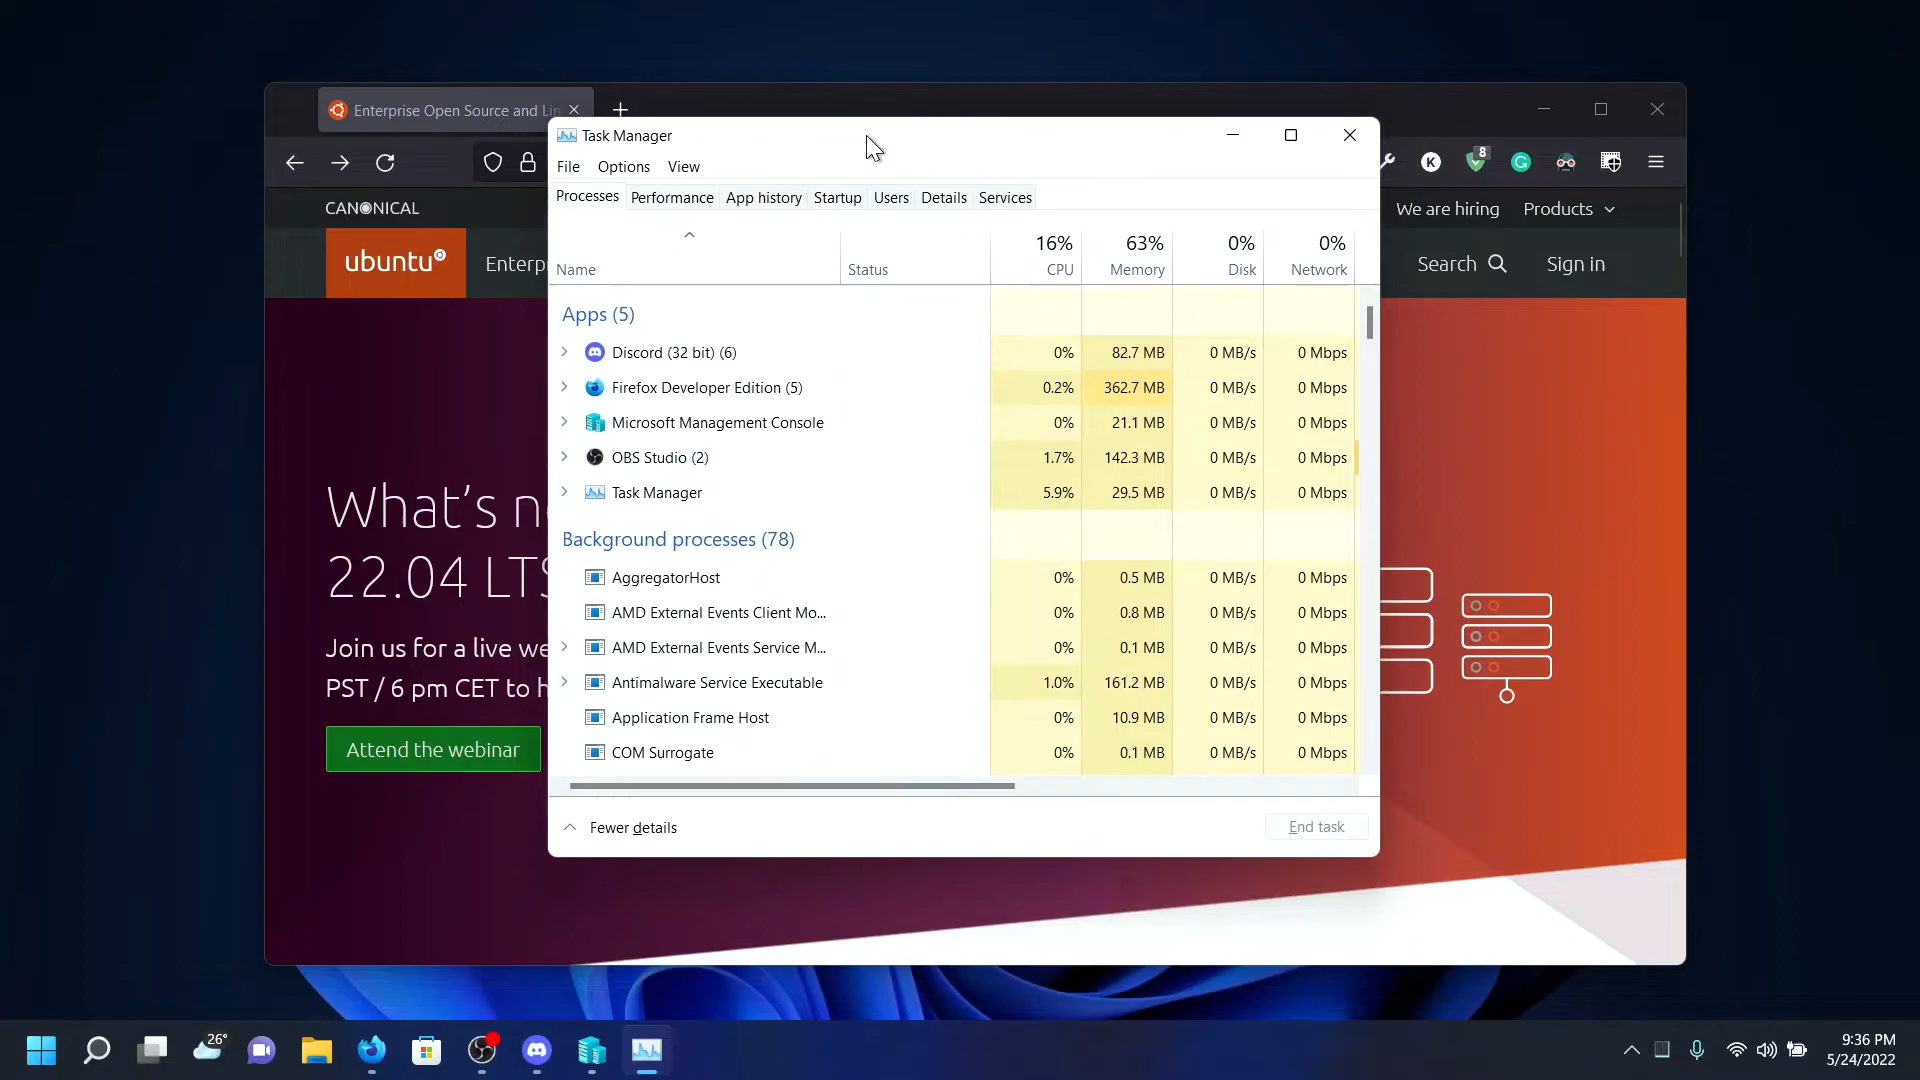 Enterprise Open Source and Lin
Task Manager
File Options View
K
8
Processes Performance App history Startup Users Details Services
CANONICAL
We are hiring Products
ubuntu
Enterp
Search
Sign in
16% 63% 0% 0%
Name Status CPU Memory Disk Network
Apps (5)
Discord (32 bit) (6) 0% 82.7 MB 0 MB/s 0 Mbps
Firefox Developer Edition (5) 0.2% 362.7 MB 0 MB/s 0 Mbps
Microsoft Management Console 0% 21.1 MB 0 MB/s 0 Mbps
OBS Studio (2) 1.7% 142.3 MB 0 MB/s 0 Mbps
Task Manager 5.9% 29.5 MB 0 MB/s 0 Mbps
Background processes (78)
AggregatorHost 0% 0.5 MB 0 MB/s 0 Mbps
AMD External Events Client Mo... 0% 0.8 MB 0 MB/s 0 Mbps
AMD External Events Service M... 0% 0.1 MB 0 MB/s 0 Mbps
Antimalware Service Executable 1.0% 161.2 MB 0 MB/s 0 Mbps
Application Frame Host 0% 10.9 MB 0 MB/s 0 Mbps
COM Surrogate 0% 0.1 MB 0 MB/s 0 Mbps
Fewer details
End task
What's n
22.04 LTS
Join us for a live we
PST / 6 pm CET to h
Attend the webinar
26°
9:36 PM
5/24/2022